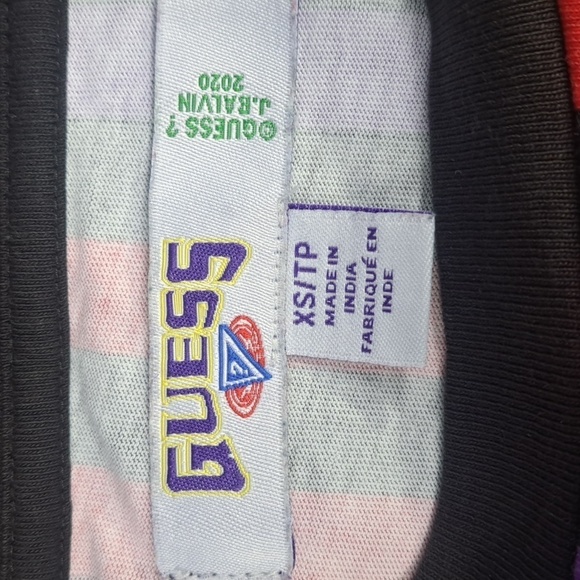 GUESS
?
©GUESS ?
J.BALVIN
2020
XS/TP
MADE IN
INDIA
FABRIQUÉ EN
INDE